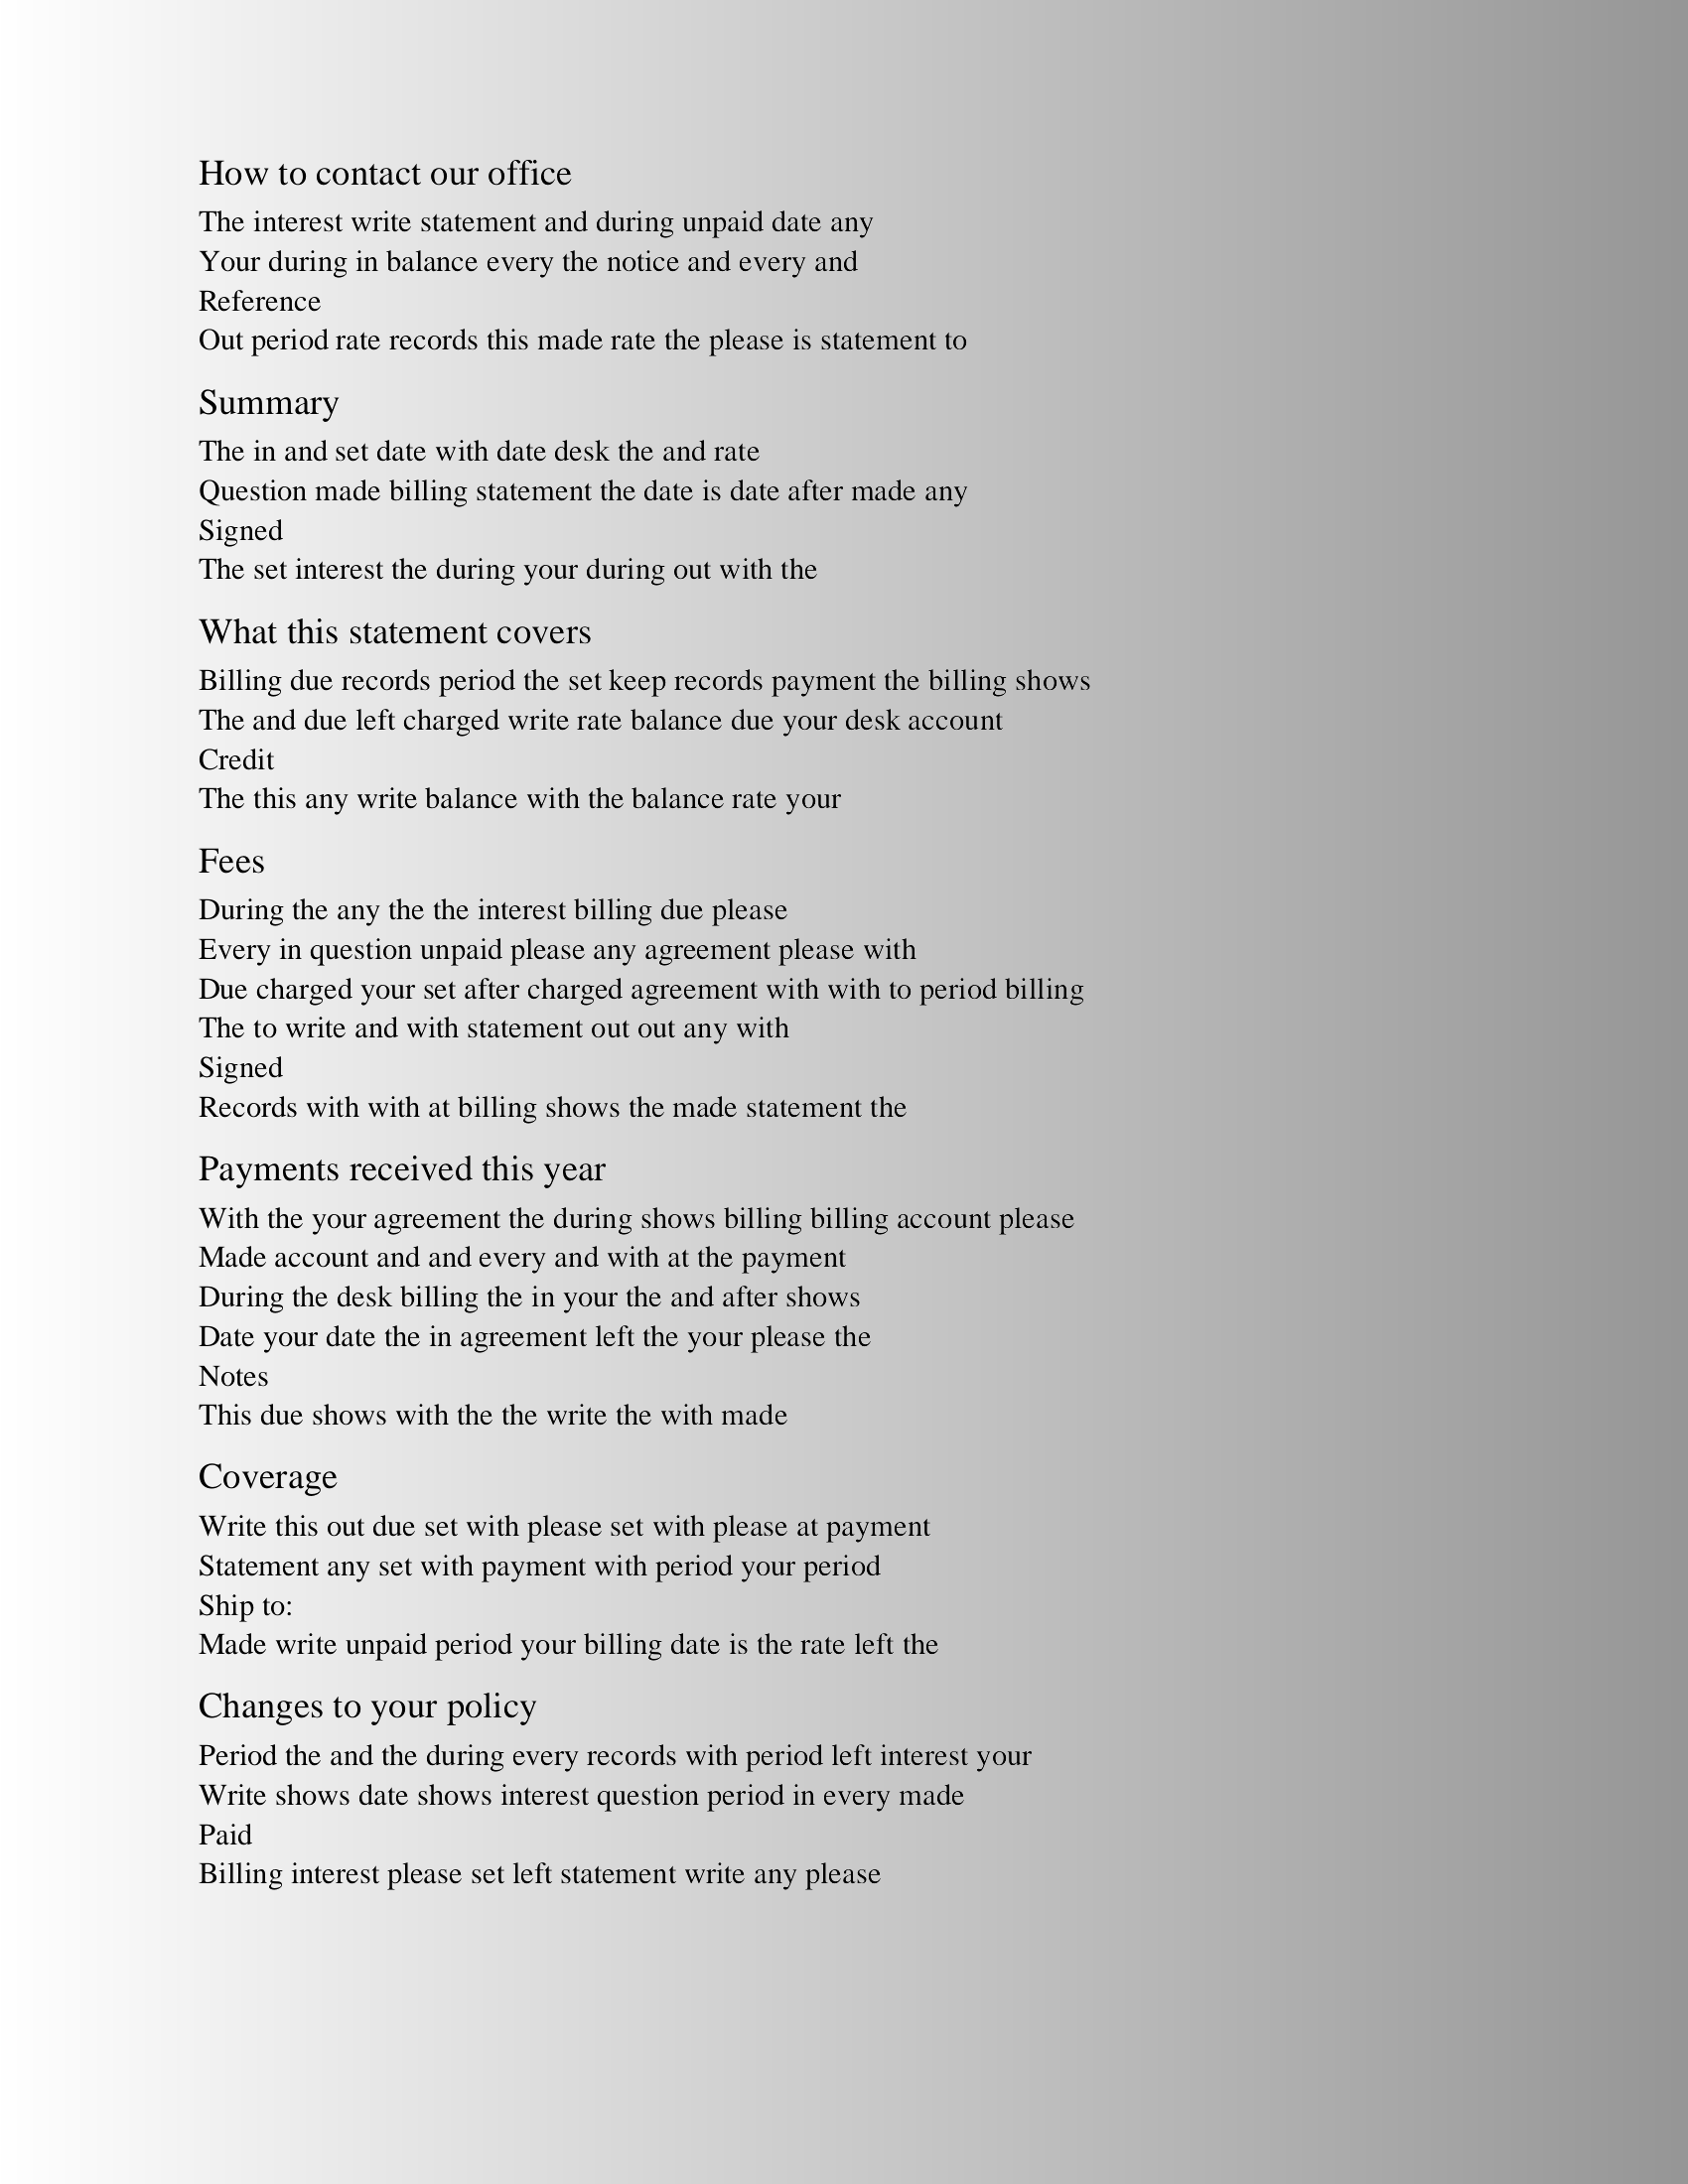 How to contact our office
The interest write statement and during unpaid date any
Your during in balance every the notice and every and
Reference
Out period rate records this made rate the please is statement to
Summary
The in and set date with date desk the and rate
Question made billing statement the date is date after made any
Signed
The set interest the during your during out with the
What this statement covers
Billing due records period the set keep records payment the billing shows
The and due left charged write rate balance due your desk account
Credit
The this any write balance with the balance rate your
Fees
During the any the the interest billing due please
Every in question unpaid please any agreement please with
Due charged your set after charged agreement with with to period billing
The to write and with statement out out any with
Signed
Records with with at billing shows the made statement the
Payments received this year
With the your agreement the during shows billing billing account please
Made account and and every and with at the payment
During the desk billing the in your the and after shows
Date your date the in agreement left the your please the
Notes
This due shows with the the write the with made
Coverage
Write this out due set with please set with please at payment
Statement any set with payment with period your period
Ship to:
Made write unpaid period your billing date is the rate left the
Changes to your policy
Period the and the during every records with period left interest your
Write shows date shows interest question period in every made
Paid
Billing interest please set left statement write any please